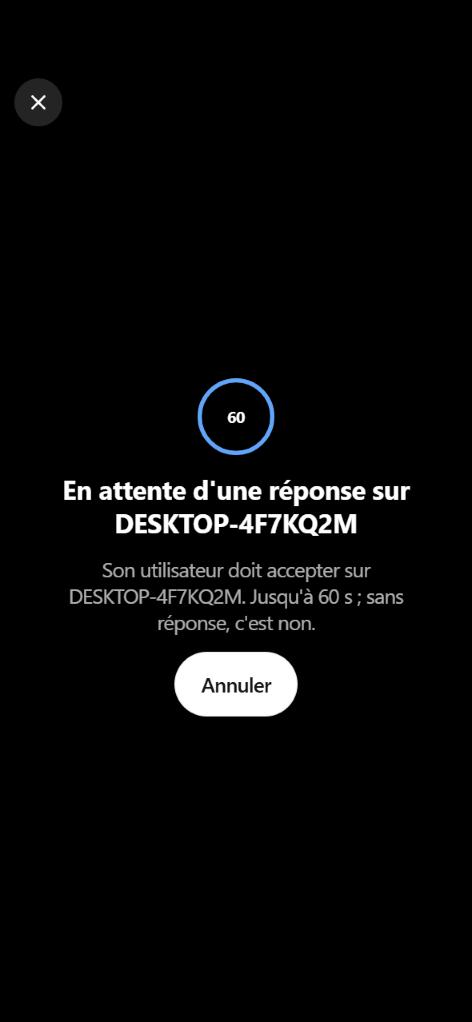 60
En attente d'une réponse sur
DESKTOP-4F7KQ2M
Son utilisateur doit accepter sur
DESKTOP-4F7KQ2M. Jusqu'à 60 s ; sans
réponse, c'est non.
Annuler